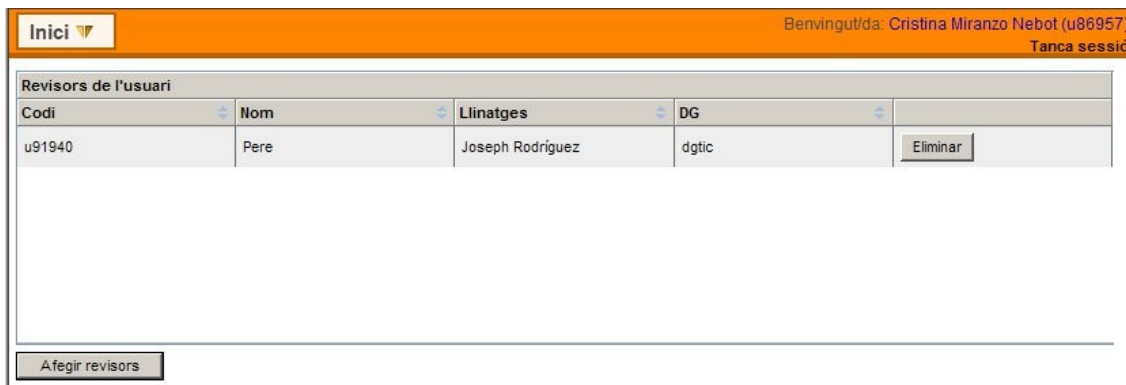 Inici
Benvingut/da: Cristina Miranzo Nebot (u86957)
Tanca sessió
Revisors de l'usuari
Codi Nom Llinatges DG
u91940 Pere Joseph Rodríguez dgtic Eliminar
Afegir revisors